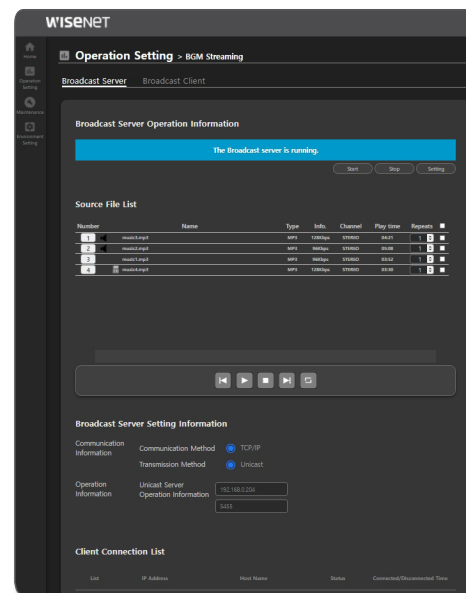 WISENET
Home
Operation Setting > BGM Streaming
Operation
Setting
Broadcast Server Broadcast Client
Maintenance
Environment
Setting
Broadcast Server Operation Information
The Broadcast server is running.
Start Stop Setting
Source File List
Number Name Type Info. Channel Play time Repeats
1 music3.mp3 MP3 128Kbps STEREO 04:21 1
2 music2.mp3 MP3 96Kbps STEREO 05:08 1
3 music1.mp3 MP3 96Kbps STEREO 03:52 1
4 music4.mp3 MP3 128Kbps STEREO 03:30 1
Broadcast Server Setting Information
Communication
Information
Communication Method TCP/IP
Transmission Method Unicast
Operation
Information
Unicast Server
Operation Information
192.168.0.204
5455
Client Connection List
List IP Address Host Name Status Connected/Disconnected Time